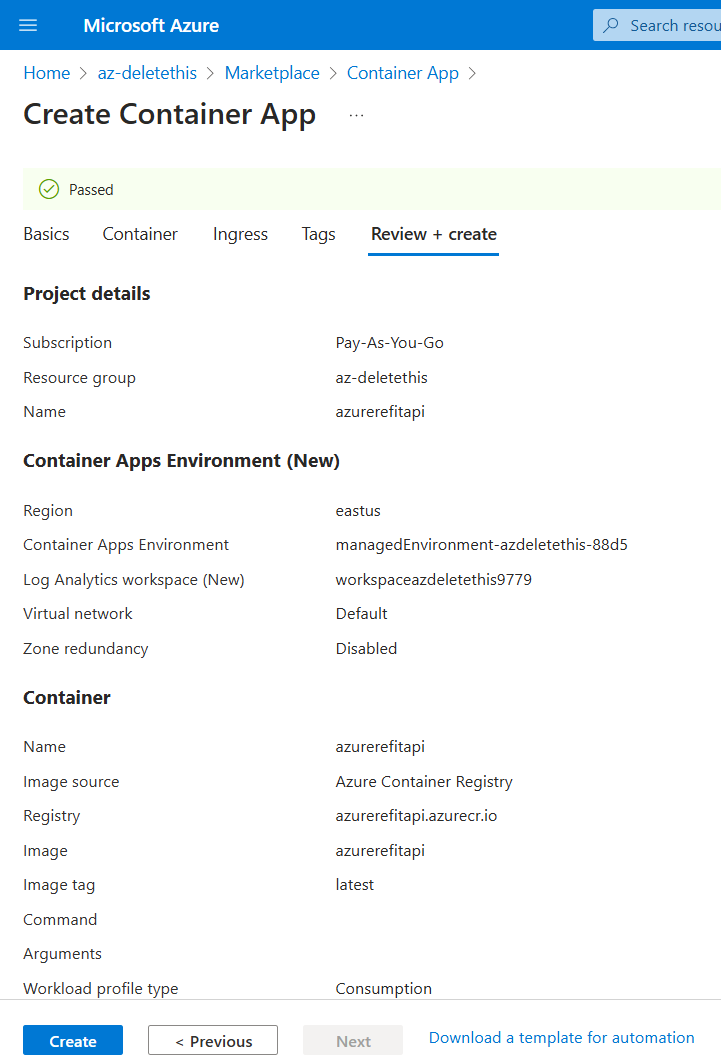 Microsoft Azure
Search resou
Home > az-deletethis > Marketplace > Container App >
Create Container App ...
Passed
Basics Container Ingress Tags Review + create
Project details
Subscription Pay-As-You-Go
Resource group az-deletethis
Name azurerefitapi
Container Apps Environment (New)
Region eastus
Container Apps Environment managedEnvironment-azdeletethis-88d5
Log Analytics workspace (New) workspaceazdeletethis9779
Virtual network Default
Zone redundancy Disabled
Container
Name azurerefitapi
Image source Azure Container Registry
Registry azurerefitapi.azurecr.io
Image azurerefitapi
Image tag latest
Command
Arguments
Workload profile type Consumption
Create < Previous Next Download a template for automation